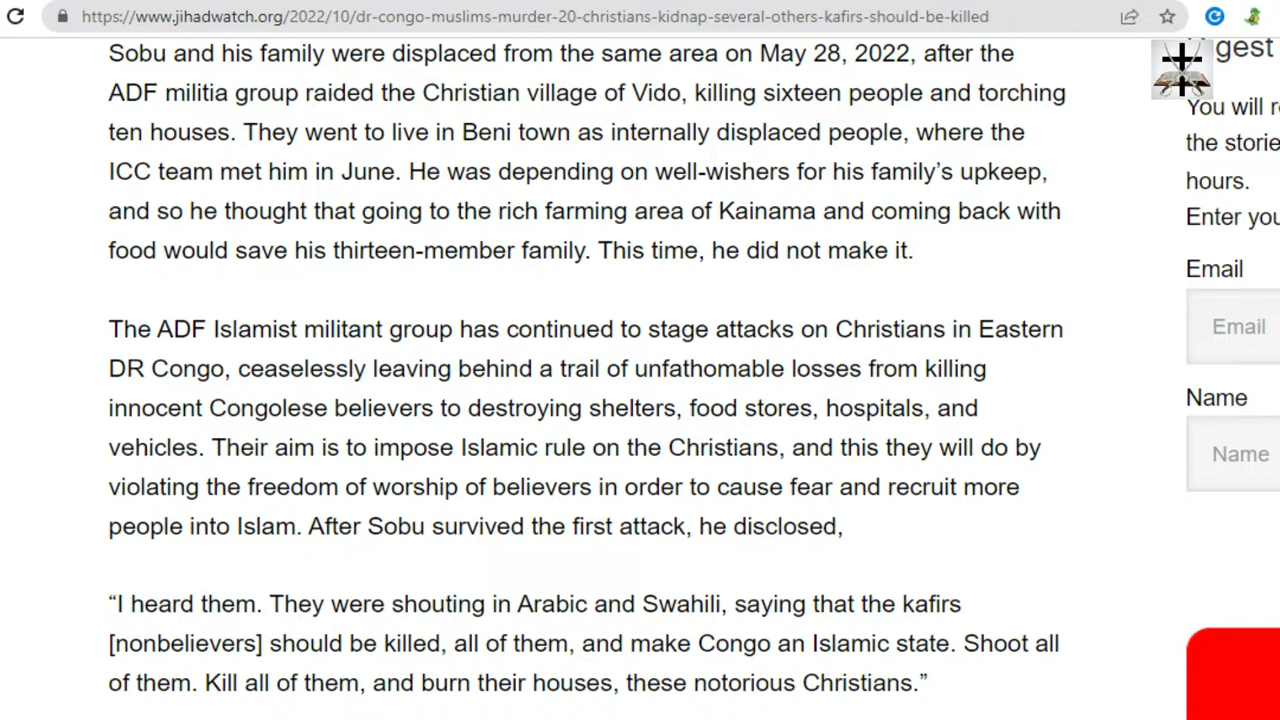 https://www.jihadwatch.org/2022/10/dr-congo-muslims-murder-20-christians-kidnap-several-others-kafirs-should-be-killed
Sobu and his family were displaced from the same area on May 28, 2022, after the
ADF militia group raided the Christian village of Vido, killing sixteen people and torching
ten houses. They went to live in Beni town as internally displaced people, where the
ICC team met him in June. He was depending on well-wishers for his family’s upkeep,
and so he thought that going to the rich farming area of Kainama and coming back with
food would save his thirteen-member family. This time, he did not make it.
The ADF Islamist militant group has continued to stage attacks on Christians in Eastern
DR Congo, ceaselessly leaving behind a trail of unfathomable losses from killing
innocent Congolese believers to destroying shelters, food stores, hospitals, and
vehicles. Their aim is to impose Islamic rule on the Christians, and this they will do by
violating the freedom of worship of believers in order to cause fear and recruit more
people into Islam. After Sobu survived the first attack, he disclosed,
“I heard them. They were shouting in Arabic and Swahili, saying that the kafirs
[nonbelievers] should be killed, all of them, and make Congo an Islamic state. Shoot all
of them. Kill all of them, and burn their houses, these notorious Christians.”
gest
You will r
the storie
hours.
Enter you
Email
Email
Name
Name